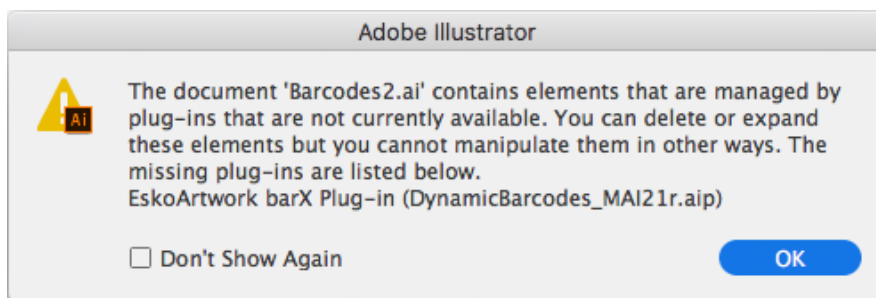 Adobe Illustrator
The document 'Barcodes2.ai' contains elements that are managed by
plug-ins that are not currently available. You can delete or expand
these elements but you cannot manipulate them in other ways. The
missing plug-ins are listed below.
EskoArtwork barX Plug-in (DynamicBarcodes_MAI21r.aip)
Ai
Don't Show Again
OK